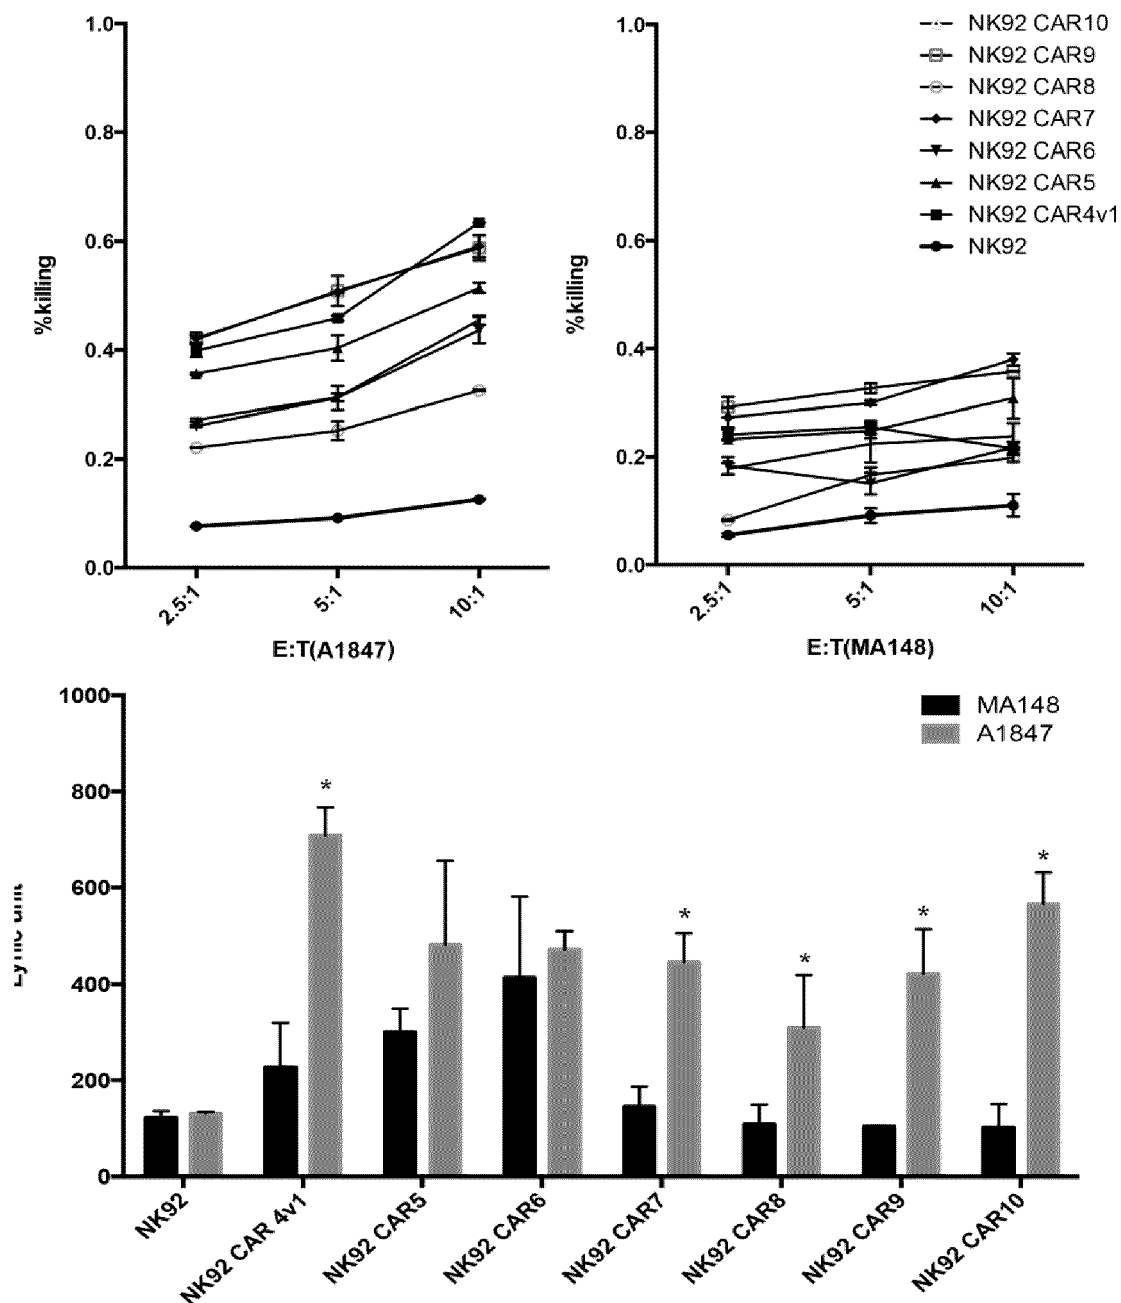 1.0
0.8
0.6
0.4
0.2
0.0
%killing
2.5:1
5:1
10:1
E:T(A1847)
1.0
0.8
0.6
0.4
0.2
0.0
%killing
2.5:1
5:1
10:1
E:T(MA148)
NK92 CAR10
NK92 CAR9
NK92 CAR8
NK92 CAR7
NK92 CAR6
NK92 CAR5
NK92 CAR4v1
NK92
1000
800
600
400
200
0
MA148
A1847
*
*
*
*
*
NK92
NK92 CAR 4v1
NK92 CAR5
NK92 CAR6
NK92 CAR7
NK92 CAR8
NK92 CAR9
NK92 CAR10